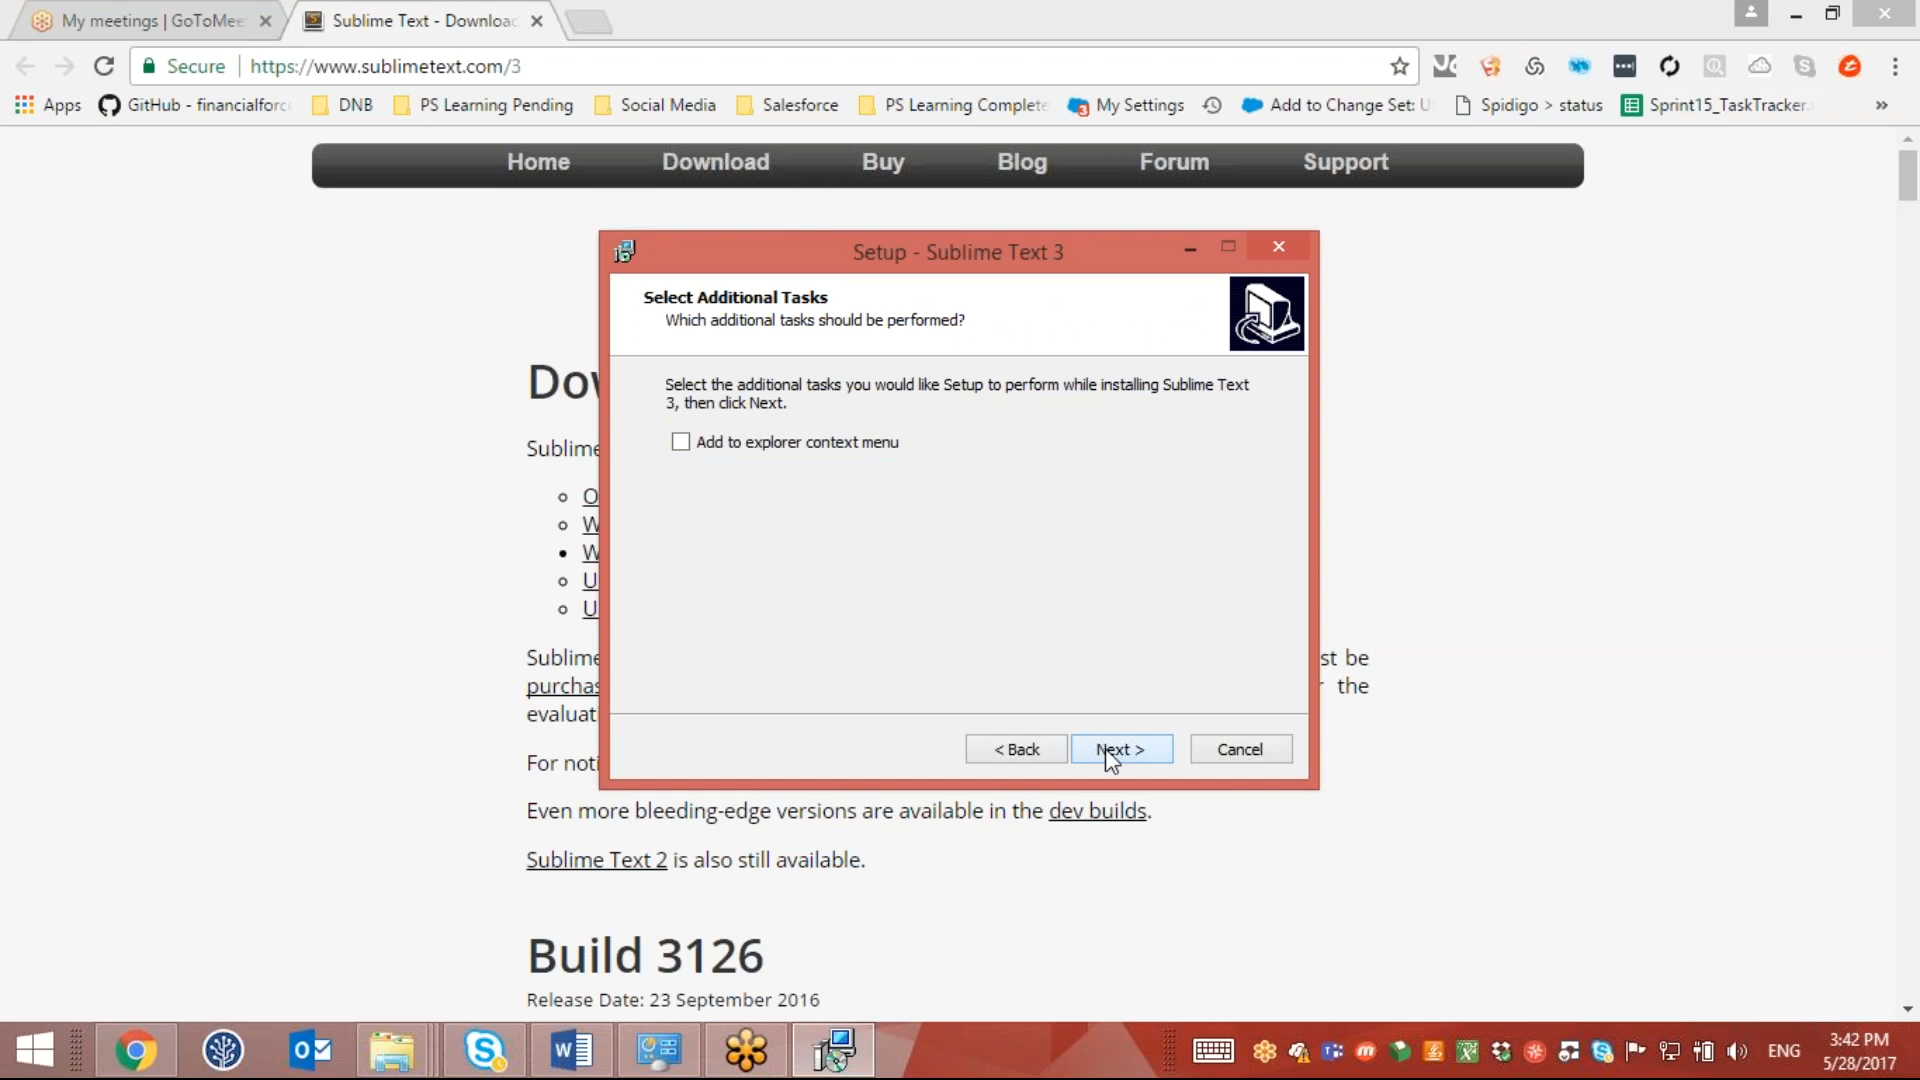 My meetings | GoToMee
Sublime Text - Download
Secure
https://www.sublimetext.com/3
Apps
GitHub - financialforc
DNB
PS Learning Pending
Social Media
Salesforce
PS Learning Complete
My Settings
Add to Change Set: U
Spidigo > status
Sprint15_TaskTracker.
»
Home
Download
Buy
Blog
Forum
Support
Setup - Sublime Text 3
Select Additional Tasks
Which additional tasks should be performed?
Select the additional tasks you would like Setup to perform while installing Sublime Text
3, then click Next.
Add to explorer context menu
< Back
Next >
Cancel
Dow
Sublime
O
W
W
U
U
Sublime
st be
purchas
the
evaluati
For noti
Even more bleeding-edge versions are available in the dev builds.
Sublime Text 2 is also still available.
Build 3126
Release Date: 23 September 2016
ENG
3:42 PM
5/28/2017